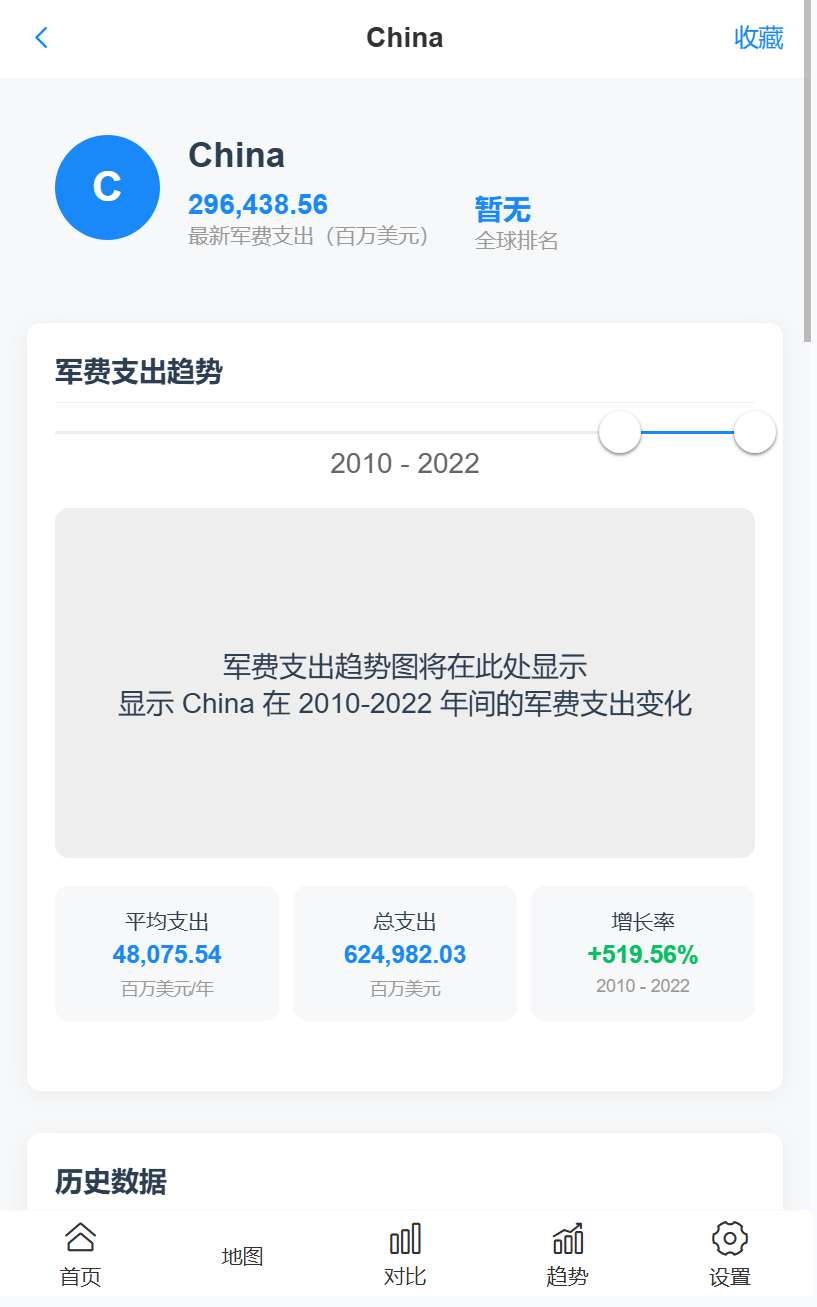 China
收藏
C
China
296,438.56
最新军费支出（百万美元）
暂无
全球排名
军费支出趋势
2010 - 2022
军费支出趋势图将在此处显示
显示 China 在 2010-2022 年间的军费支出变化
平均支出
48,075.54
百万美元/年
总支出
624,982.03
百万美元
增长率
+519.56%
2010 - 2022
历史数据
首页
地图
对比
趋势
设置